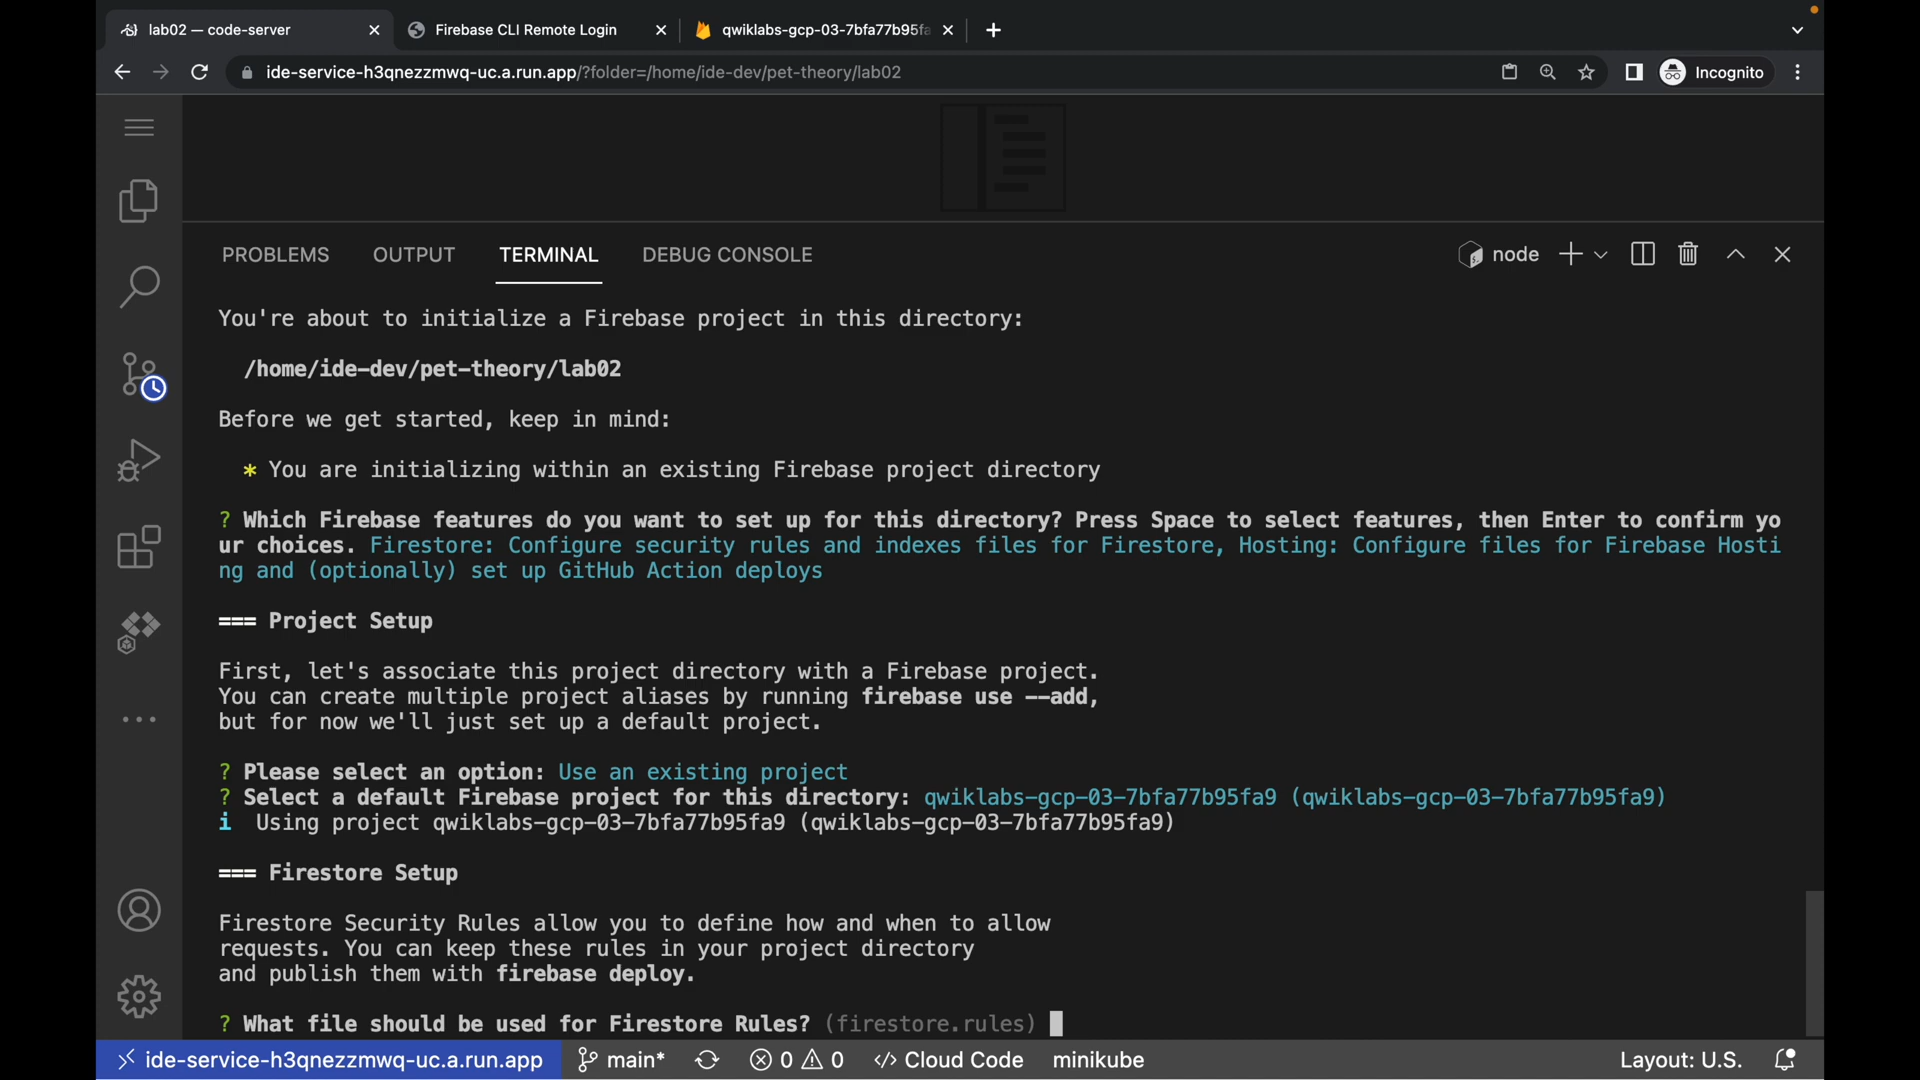 lab02 — code-server
Firebase CLI Remote Login
qwiklabs-gcp-03-7bfa77b95fa
ide-service-h3qnezzmwq-uc.a.run.app/?folder=/home/ide-dev/pet-theory/lab02
Incognito
PROBLEMS OUTPUT TERMINAL DEBUG CONSOLE
node
You're about to initialize a Firebase project in this directory:
/home/ide-dev/pet-theory/lab02
Before we get started, keep in mind:
* You are initializing within an existing Firebase project directory
? Which Firebase features do you want to set up for this directory? Press Space to select features, then Enter to confirm yo
ur choices. Firestore: Configure security rules and indexes files for Firestore, Hosting: Configure files for Firebase Hosti
ng and (optionally) set up GitHub Action deploys
=== Project Setup
First, let's associate this project directory with a Firebase project.
You can create multiple project aliases by running firebase use --add,
but for now we'll just set up a default project.
? Please select an option: Use an existing project
? Select a default Firebase project for this directory: qwiklabs-gcp-03-7bfa77b95fa9 (qwiklabs-gcp-03-7bfa77b95fa9)
i Using project qwiklabs-gcp-03-7bfa77b95fa9 (qwiklabs-gcp-03-7bfa77b95fa9)
=== Firestore Setup
Firestore Security Rules allow you to define how and when to allow
requests. You can keep these rules in your project directory
and publish them with firebase deploy.
? What file should be used for Firestore Rules? (firestore.rules)
ide-service-h3qnezzmwq-uc.a.run.app main* 0 0 Cloud Code minikube Layout: U.S.